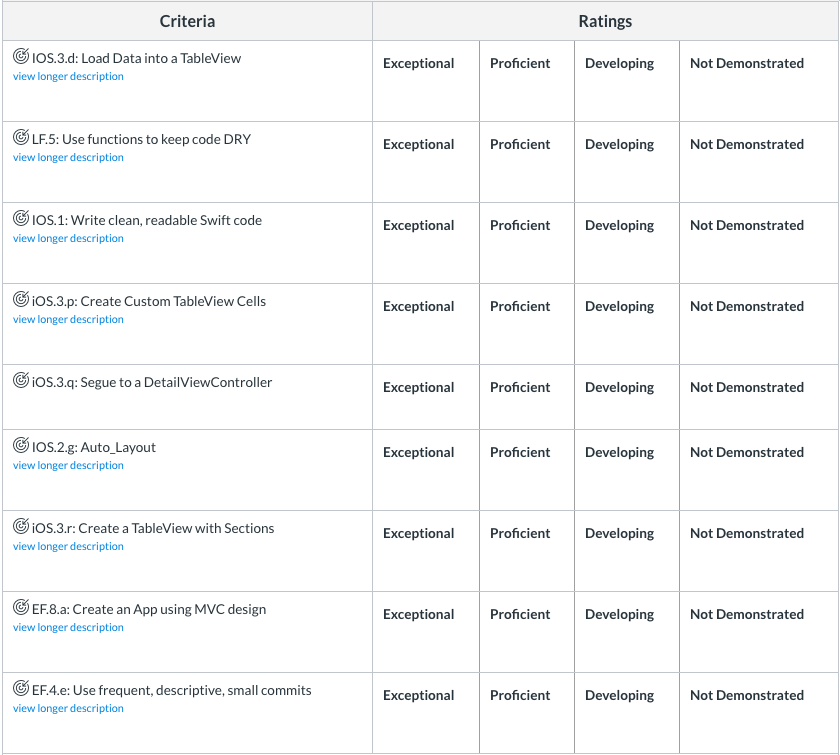 Criteria Ratings
IOS.3.d: Load Data into a TableView Exceptional Proficient Developing Not Demonstrated
view longer description
LF.5: Use functions to keep code DRY Exceptional Proficient Developing Not Demonstrated
view longer description
IOS.1: Write clean, readable Swift code Exceptional Proficient Developing Not Demonstrated
view longer description
iOS.3.p: Create Custom TableView Cells Exceptional Proficient Developing Not Demonstrated
view longer description
iOS.3.q: Segue to a DetailViewController Exceptional Proficient Developing Not Demonstrated
IOS.2.g: Auto_Layout Exceptional Proficient Developing Not Demonstrated
view longer description
iOS.3.r: Create a TableView with Sections Exceptional Proficient Developing Not Demonstrated
view longer description
EF.8.a: Create an App using MVC design Exceptional Proficient Developing Not Demonstrated
view longer description
EF.4.e: Use frequent, descriptive, small commits Exceptional Proficient Developing Not Demonstrated
view longer description